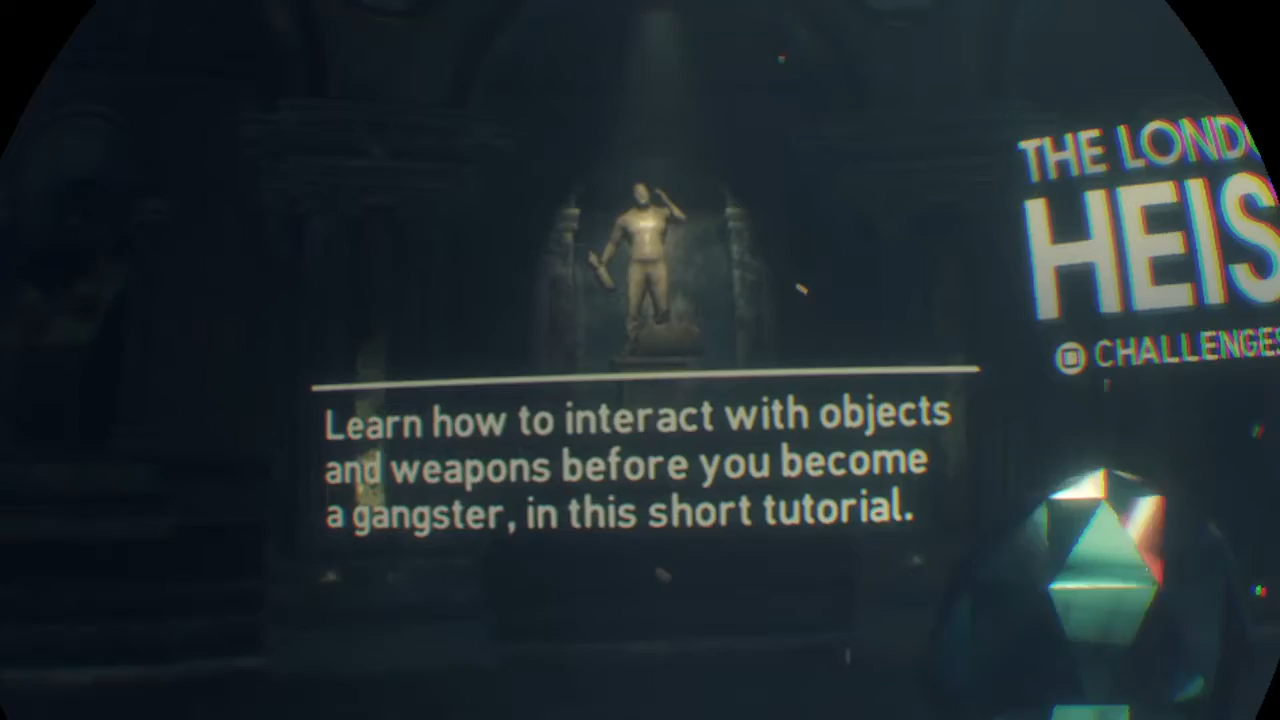 Learn how to interact with objects
and weapons before you become
a gangster, in this short tutorial.
THE LONDO
HEIS
CHALLENGES